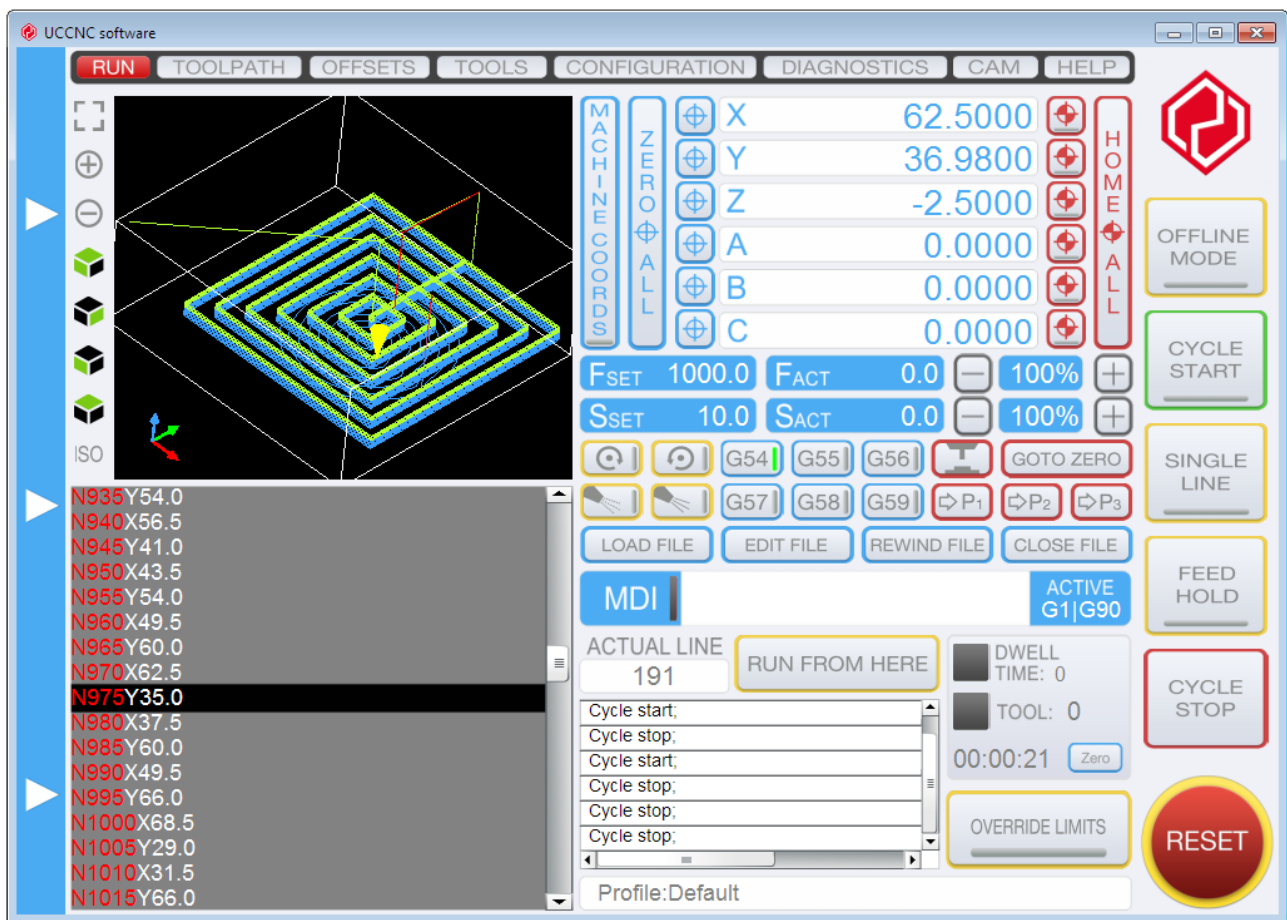 UCCNC software
RUN TOOLPATH OFFSETS TOOLS CONFIGURATION DIAGNOSTICS CAM HELP
MACHINE COORDS
ZERO ALL
X 62.5000
Y 36.9800
Z -2.5000
A 0.0000
B 0.0000
C 0.0000
HOME ALL
ISO
FSET 1000.0 FACT 0.0 100%
SSET 10.0 SACT 0.0 100%
G54 G55 G56 GOTO ZERO
G57 G58 G59 P1 P2 P3
LOAD FILE EDIT FILE REWIND FILE CLOSE FILE
MDI ACTIVE
G1|G90
N935Y54.0
N940X56.5
N945Y41.0
N950X43.5
N955Y54.0
N960X49.5
N965Y60.0
N970X62.5
N975Y35.0
N980X37.5
N985Y60.0
N990X49.5
N995Y66.0
N1000X68.5
N1005Y29.0
N1010X31.5
N1015Y66.0
ACTUAL LINE
191
RUN FROM HERE
DWELL
TIME: 0
TOOL: 0
00:00:21 Zero
Cycle start;
Cycle stop;
Cycle start;
Cycle stop;
Cycle stop;
Cycle stop;
OVERRIDE LIMITS
Profile:Default
OFFLINE
MODE
CYCLE
START
SINGLE
LINE
FEED
HOLD
CYCLE
STOP
RESET